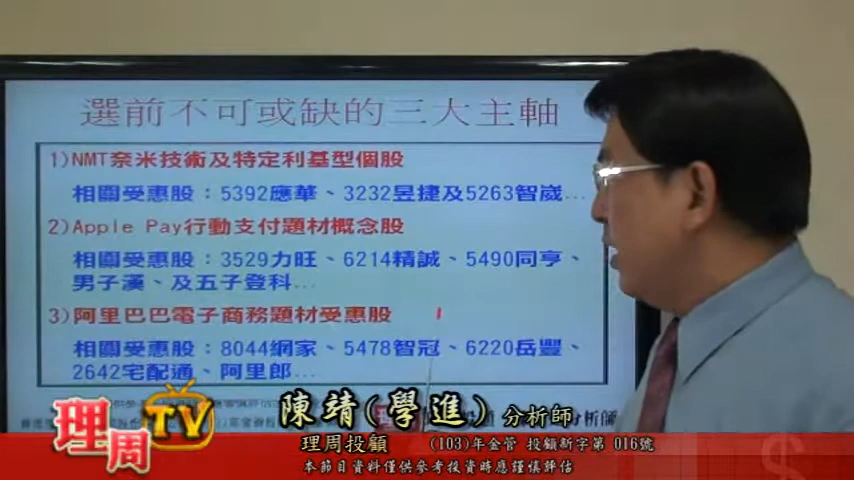 選前不可或缺的三大主軸
1)NMT奈米技術及特定利基型個股
相關受惠股：5392應華、3232昱捷及5263智崴...
2)Apple Pay行動支付題材概念股
相關受惠股：3529力旺、6214精誠、5490同亨、
男子漢、及五子登科...
3)阿里巴巴電子商務題材受惠股
相關受惠股：8044網家、5478智冠、6220岳豐、
2642宅配通、阿里郎...
理周TV
陳靖(學進) 分析師
理周投顧 (103)年金管 投顧新字第 016號
本節目資料僅供參考投資時應謹慎評估